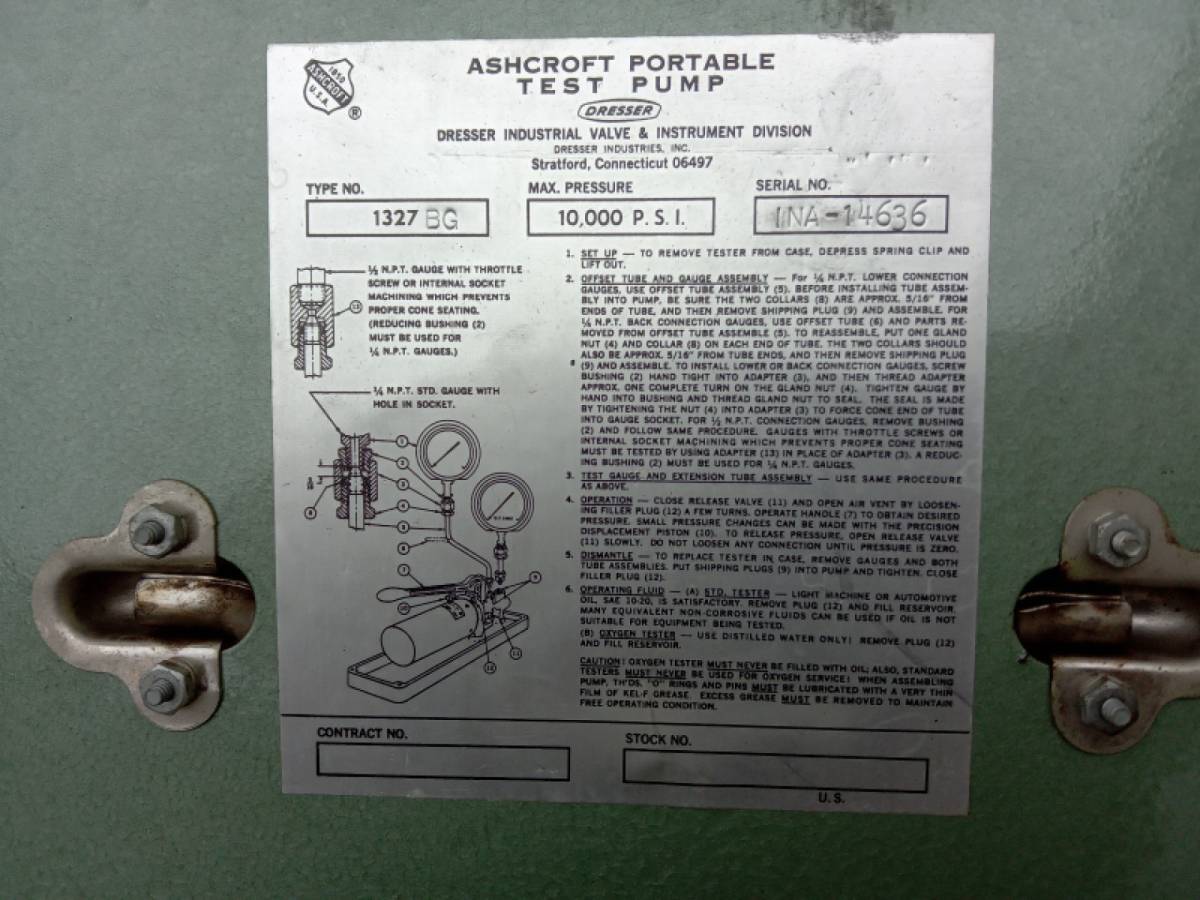 1850
ASHCROFT
U.S.A.
®
ASHCROFT PORTABLE
TEST PUMP
DRESSER
DRESSER INDUSTRIAL VALVE & INSTRUMENT DIVISION
DRESSER INDUSTRIES, INC.
Stratford, Connecticut 06497
TYPE NO.
1327 BG
MAX. PRESSURE
10,000 P. S. I.
SERIAL NO.
INA-14636
½ N.P.T. GAUGE WITH THROTTLE
SCREW OR INTERNAL SOCKET
MACHINING WHICH PREVENTS
PROPER CONE SEATING.
(REDUCING BUSHING (2)
MUST BE USED FOR
¼ N.P.T. GAUGES.)
13
¼ N.P.T. STD. GAUGE WITH
HOLE IN SOCKET.
1
2
3
4
5
6
7
8
9
10
11
12
1. SET UP — TO REMOVE TESTER FROM CASE, DEPRESS SPRING CLIP AND
LIFT OUT.
2. OFFSET TUBE AND GAUGE ASSEMBLY — For ¼ N.P.T. LOWER CONNECTION
GAUGES, USE OFFSET TUBE ASSEMBLY (5). BEFORE INSTALLING TUBE ASSEM-
BLY INTO PUMP, BE SURE THE TWO COLLARS (8) ARE APPROX. 5/16" FROM
ENDS OF TUBE, AND THEN REMOVE SHIPPING PLUG (9) AND ASSEMBLE. FOR
¼ N.P.T. BACK CONNECTION GAUGES, USE OFFSET TUBE (6) AND PARTS RE-
MOVED FROM OFFSET TUBE ASSEMBLE (5). TO REASSEMBLE, PUT ONE GLAND
NUT (4) AND COLLAR (8) ON EACH END OF TUBE. THE TWO COLLARS SHOULD
ALSO BE APPROX. 5/16" FROM TUBE ENDS, AND THEN REMOVE SHIPPING PLUG
(9) AND ASSEMBLE. TO INSTALL LOWER OR BACK CONNECTION GAUGES, SCREW
BUSHING (2) HAND TIGHT INTO ADAPTER (3), AND THEN THREAD ADAPTER
APPROX. ONE COMPLETE TURN ON THE GLAND NUT (4). TIGHTEN GAUGE BY
HAND INTO BUSHING AND THREAD GLAND NUT TO SEAL. THE SEAL IS MADE
BY TIGHTENING THE NUT (4) INTO ADAPTER (3) TO FORCE CONE END OF TUBE
INTO GAUGE SOCKET. FOR ½ N.P.T. CONNECTION GAUGES, REMOVE BUSHING
(2) AND FOLLOW SAME PROCEDURE. GAUGES WITH THROTTLE SCREWS OR
INTERNAL SOCKET MACHINING WHICH PREVENTS PROPER CONE SEATING
MUST BE TESTED BY USING ADAPTER (13) IN PLACE OF ADAPTER (3). A REDUC-
ING BUSHING (2) MUST BE USED FOR ¼ N.P.T. GAUGES.
3. TEST GAUGE AND EXTENSION TUBE ASSEMBLY — USE SAME PROCEDURE
AS ABOVE.
4. OPERATION — CLOSE RELEASE VALVE (11) AND OPEN AIR VENT BY LOOSEN-
ING FILLER PLUG (12) A FEW TURNS. OPERATE HANDLE (7) TO OBTAIN DESIRED
PRESSURE. SMALL PRESSURE CHANGES CAN BE MADE WITH THE PRECISION
DISPLACEMENT PISTON (10). TO RELEASE PRESSURE, OPEN RELEASE VALVE
(11) SLOWLY. DO NOT LOOSEN ANY CONNECTION UNTIL PRESSURE IS ZERO.
5. DISMANTLE — TO REPLACE TESTER IN CASE, REMOVE GAUGES AND BOTH
TUBE ASSEMBLIES. PUT SHIPPING PLUGS (9) INTO PUMP AND TIGHTEN. CLOSE
FILLER PLUG (12).
6. OPERATING FLUID — (A) STD. TESTER — LIGHT MACHINE OR AUTOMOTIVE
OIL, SAE 10-20, IS SATISFACTORY. REMOVE PLUG (12) AND FILL RESERVOIR.
MANY EQUIVALENT NON-CORROSIVE FLUIDS CAN BE USED IF OIL IS NOT
SUITABLE FOR EQUIPMENT BEING TESTED.
(B) OXYGEN TESTER — USE DISTILLED WATER ONLY! REMOVE PLUG (12)
AND FILL RESERVOIR.
CAUTION! OXYGEN TESTER MUST NEVER BE FILLED WITH OIL; ALSO, STANDARD
TESTERS MUST NEVER BE USED FOR OXYGEN SERVICE! WHEN ASSEMBLING
PUMP, TH'DS. "O" RINGS AND PINS MUST BE LUBRICATED WITH A VERY THIN
FILM OF KEL-F GREASE. EXCESS GREASE MUST BE REMOVED TO MAINTAIN
FREE OPERATING CONDITION.
CONTRACT NO.
STOCK NO.
U. S.